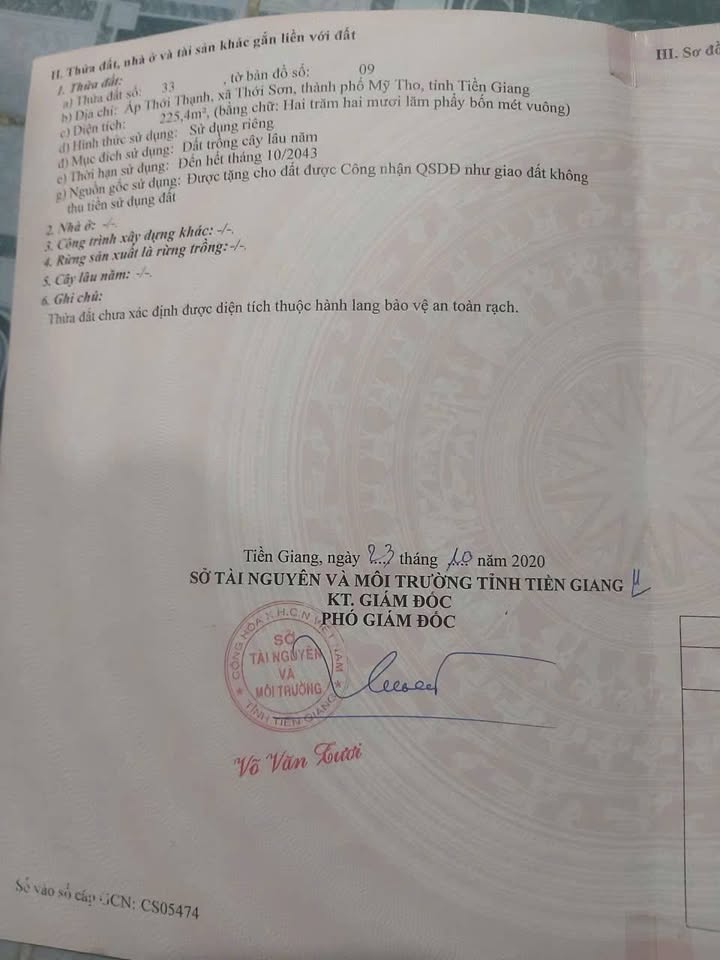 II. Thửa đất, nhà ở và tài sản khác gắn liền với đất
1. Thửa đất:
a) Thửa đất số: 33 , tờ bản đồ số: 09
b) Địa chỉ: Ấp Thới Thạnh, xã Thới Sơn, thành phố Mỹ Tho, tỉnh Tiền Giang
c) Diện tích: 225,4m², (bằng chữ: Hai trăm hai mươi lăm phẩy bốn mét vuông)
d) Hình thức sử dụng: Sử dụng riêng
đ) Mục đích sử dụng: Đất trồng cây lâu năm
e) Thời hạn sử dụng: Đến hết tháng 10/2043
g) Nguồn gốc sử dụng: Được tặng cho đất được Công nhận QSDĐ như giao đất không
thu tiền sử dụng đất
2. Nhà ở: -/-.
3. Công trình xây dựng khác: -/-.
4. Rừng sản xuất là rừng trồng: -/-.
5. Cây lâu năm: -/-.
6. Ghi chú:
Thửa đất chưa xác định được diện tích thuộc hành lang bảo vệ an toàn rạch.
III. Sơ đồ
Tiền Giang, ngày 23 tháng 10 năm 2020
SỞ TÀI NGUYÊN VÀ MÔI TRƯỜNG TỈNH TIỀN GIANG
KT. GIÁM ĐỐC
PHÓ GIÁM ĐỐC
CỘNG HÒA X.H.C.N VIỆT NAM
SỞ
TÀI NGUYÊN
VÀ
MÔI TRƯỜNG
TỈNH TIỀN GIANG
Võ Văn Tươi
Số vào sổ cấp GCN: CS05474